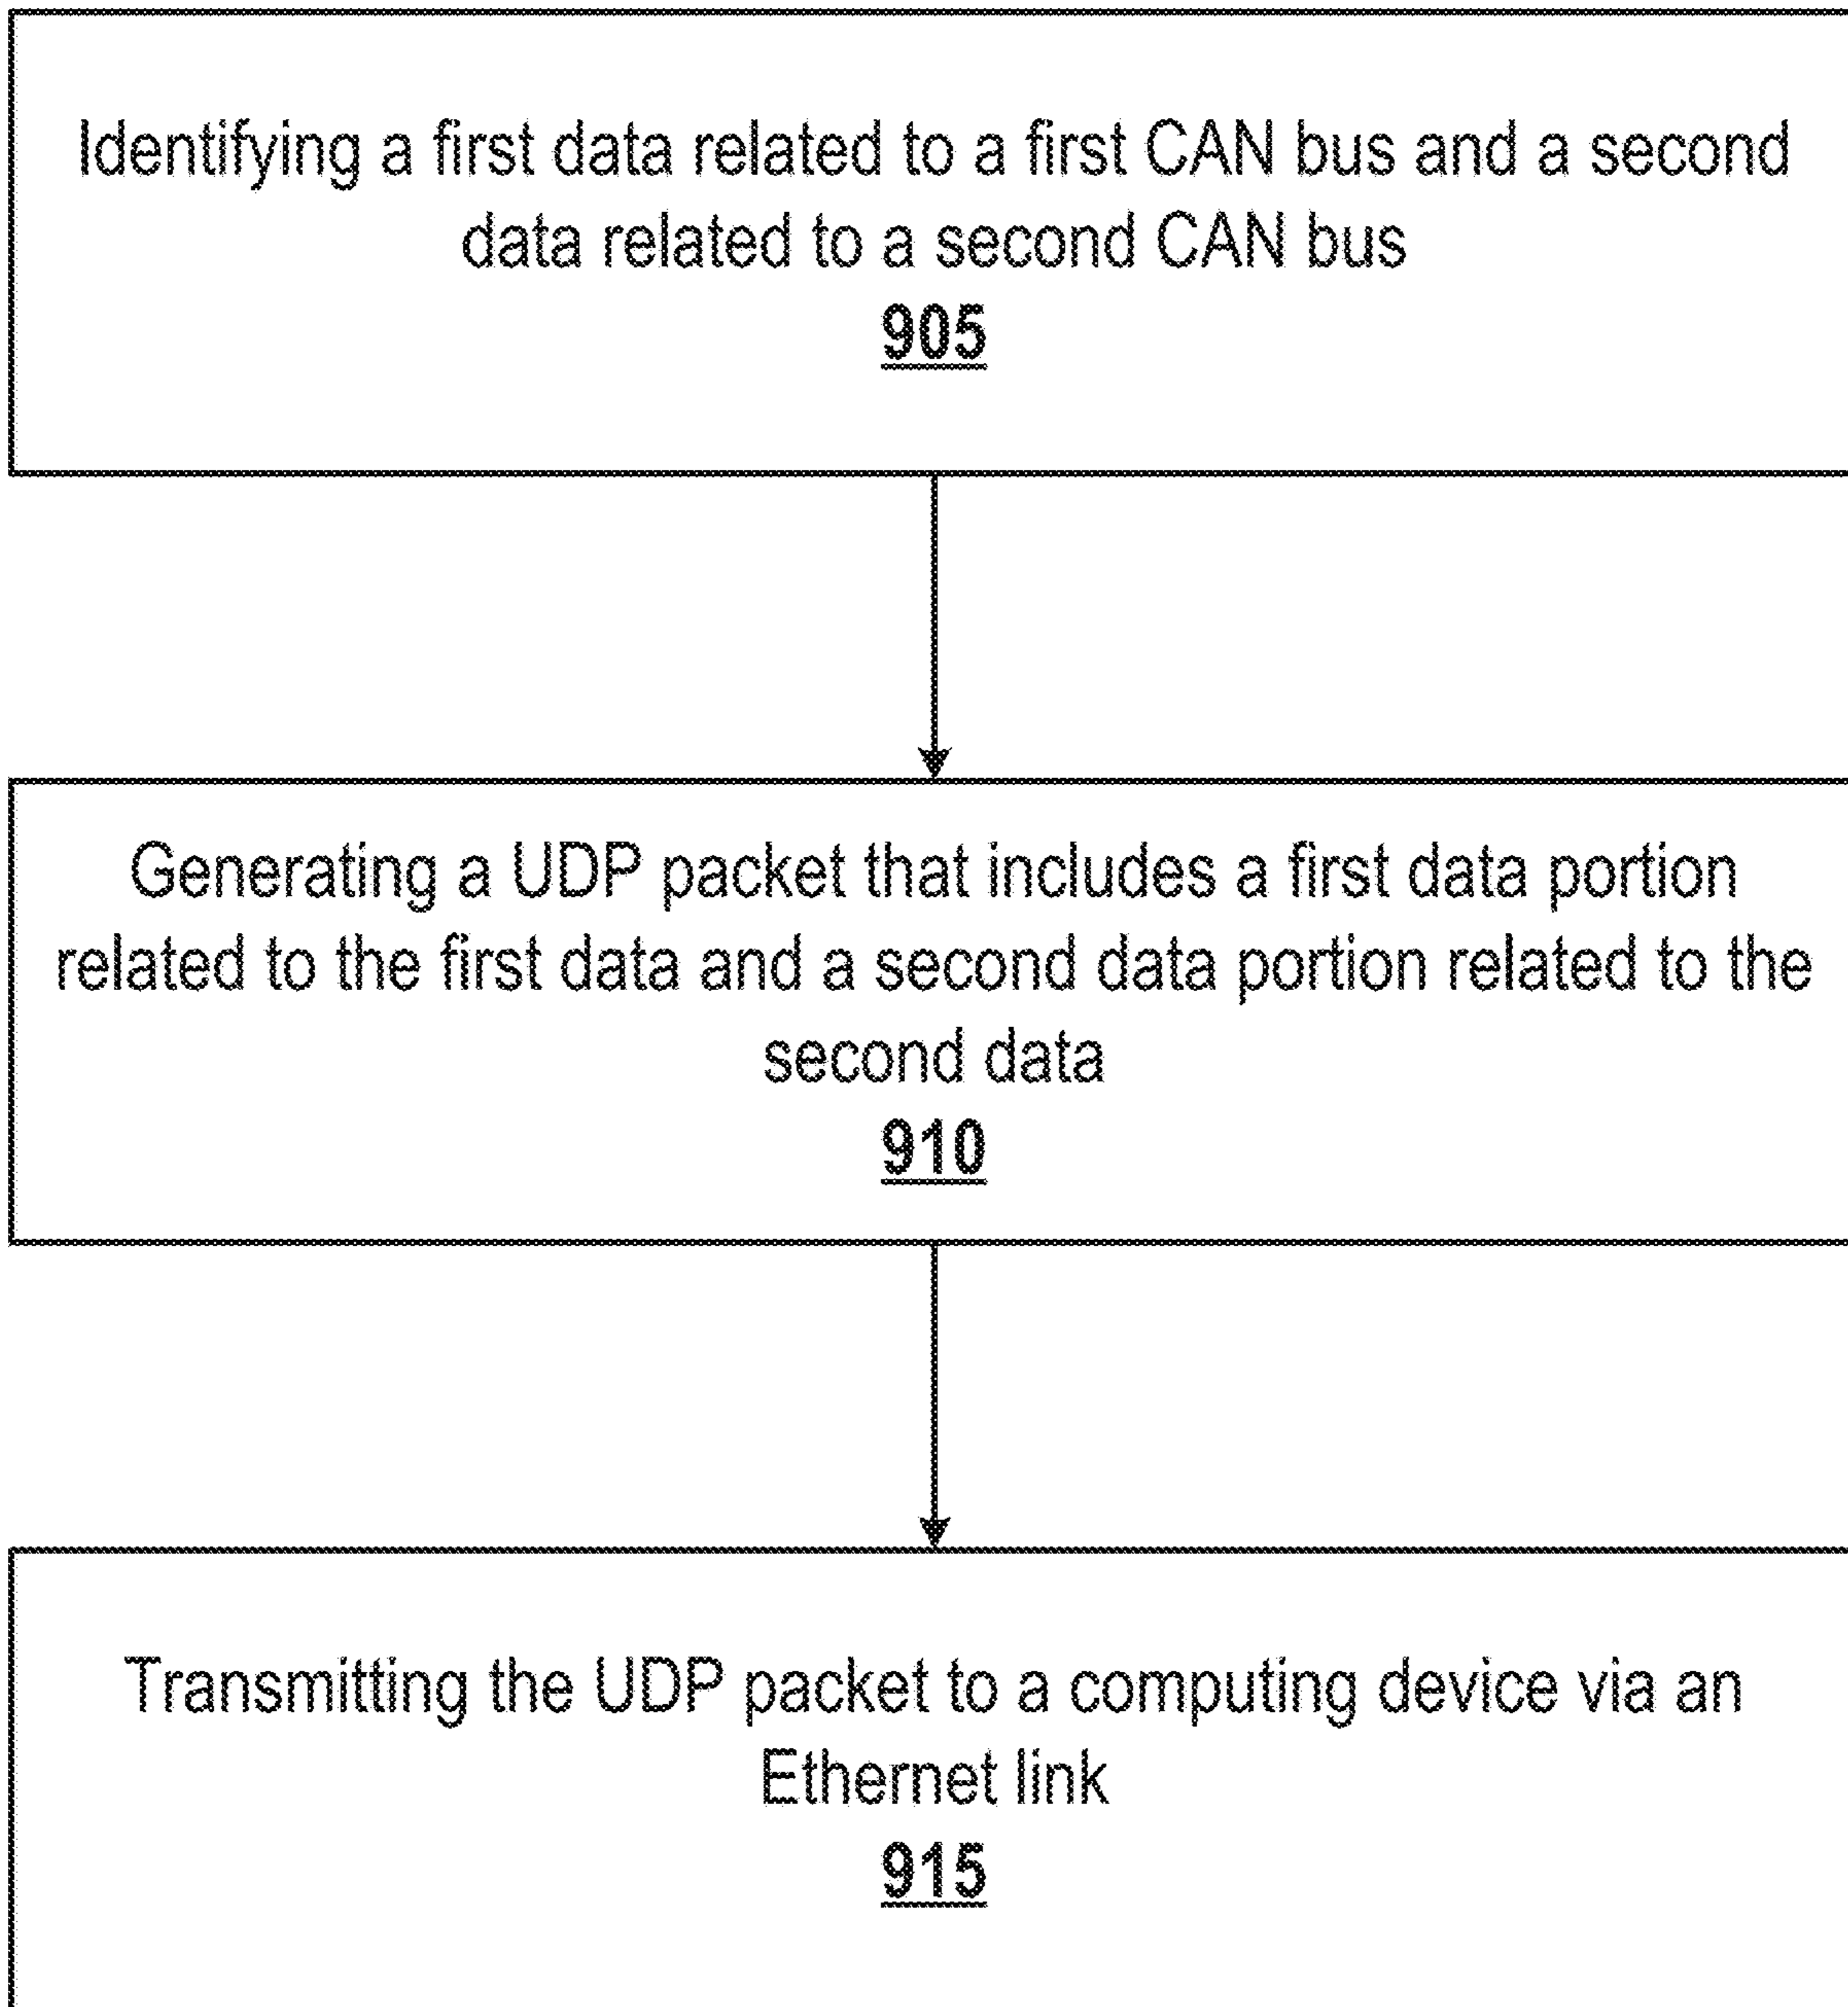 Identifying a first data related to a first CAN bus and a second
data related to a second CAN bus
905
Generating a UDP packet that includes a first data portion
related to the first data and a second data portion related to the
second data
910
Transmitting the UDP packet to a computing device via an
Ethernet link
915